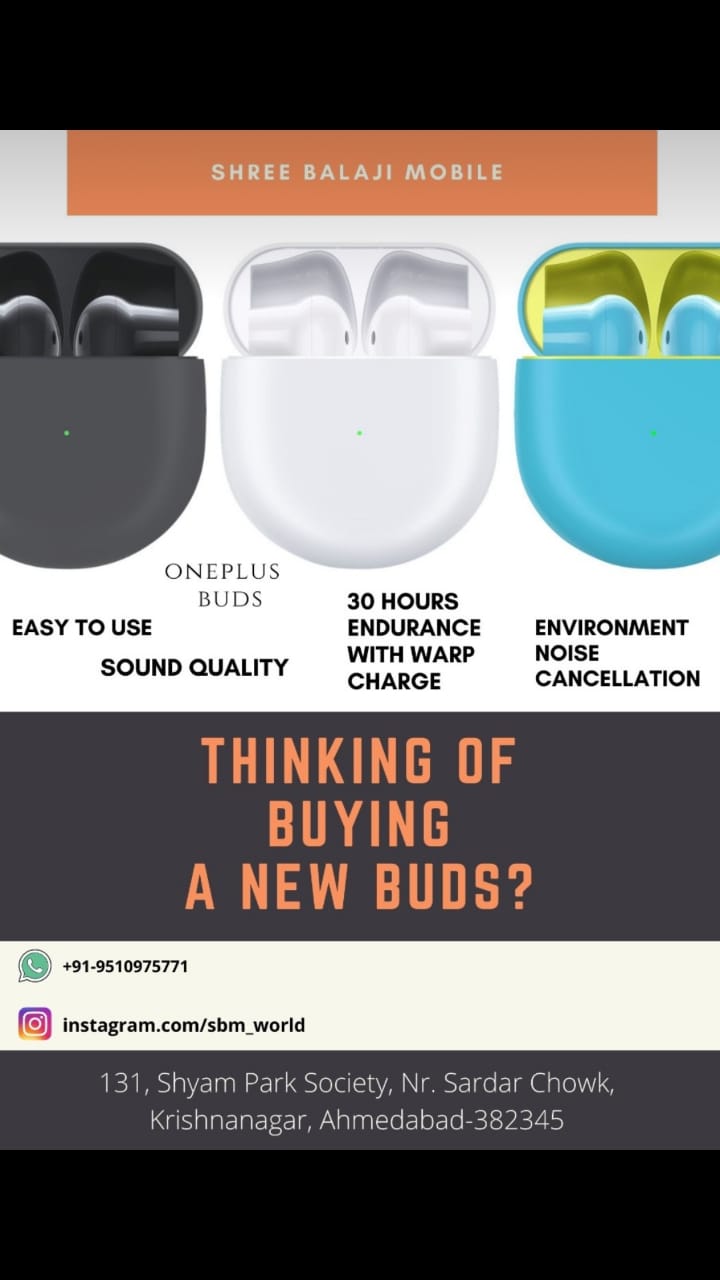 SHREE BALAJI MOBILE
ONEPLUS
BUDS
EASY TO USE
SOUND QUALITY
30 HOURS
ENDURANCE
WITH WARP
CHARGE
ENVIRONMENT
NOISE
CANCELLATION
THINKING OF
BUYING
A NEW BUDS?
+91-9510975771
instagram.com/sbm_world
131, Shyam Park Society, Nr. Sardar Chowk,
Krishnanagar, Ahmedabad-382345